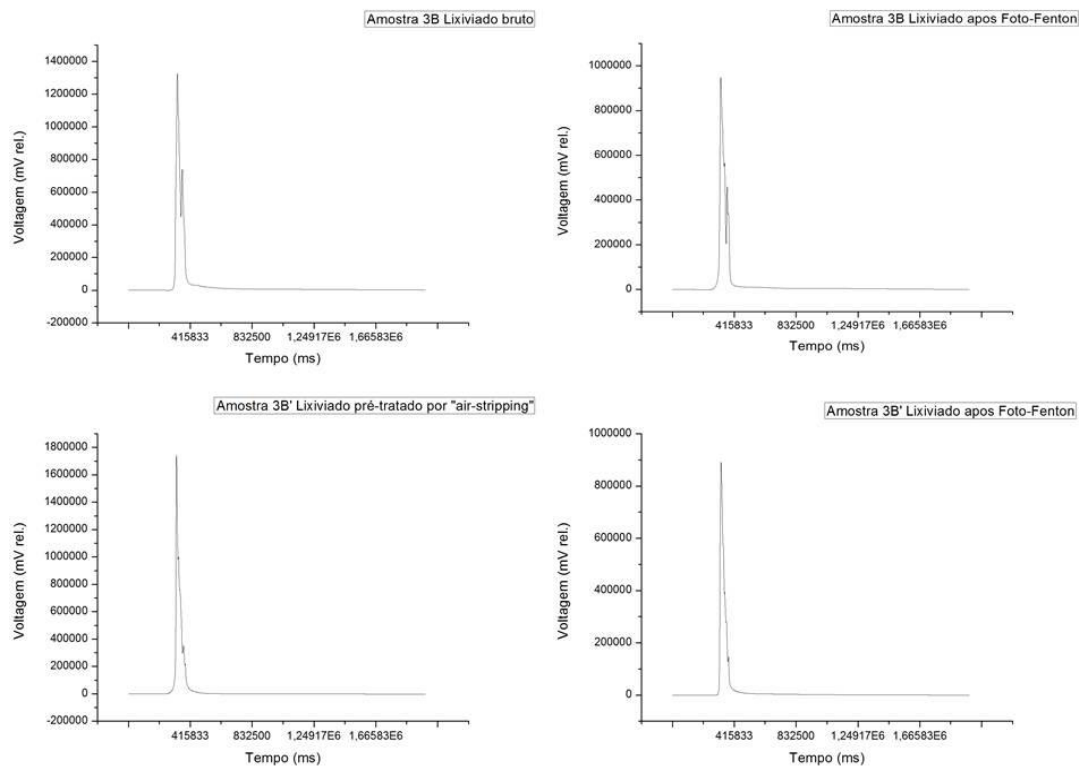 Amostra 3B Lixiviado bruto
1400000
1200000
1000000
800000
600000
400000
200000
0
-200000
Voltagem (mV rel.)
415833 832500 1,24917E6 1,66583E6
Tempo (ms)
Amostra 3B Lixiviado apos Foto-Fenton
1000000
800000
600000
400000
200000
0
Voltagem (mV rel.)
415833 832500 1,24917E6 1,66583E6
Tempo (ms)
Amostra 3B' Lixiviado pré-tratado por "air-stripping"
1800000
1600000
1400000
1200000
1000000
800000
600000
400000
200000
0
-200000
Voltagem (mV rel.)
415833 832500 1,24917E6 1,66583E6
Tempo (ms)
Amostra 3B' Lixiviado apos Foto-Fenton
1000000
800000
600000
400000
200000
0
Voltagem (mV rel.)
415833 832500 1,24917E6 1,66583E6
Tempo (ms)